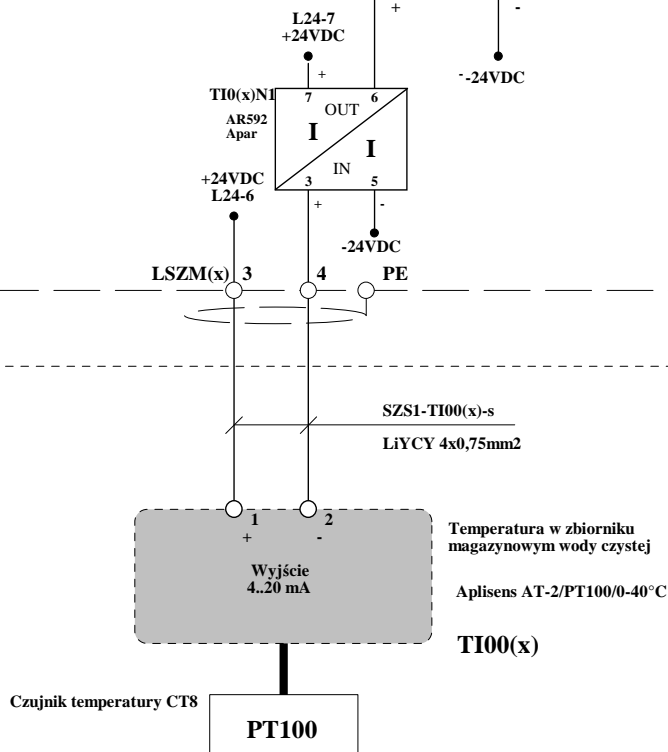 + -
L24-7
+24VDC
- -24VDC
+
TI0(x)N1 7 6
AR592
Apar
OUT
I
I
IN
+24VDC
L24-6
3 5
+ -
-24VDC
LSZM(x) 3 4 PE
SZS1-TI00(x)-s
LiYCY 4x0,75mm2
1 2
+ -
Temperatura w zbiorniku
magazynowym wody czystej
Wyjście
4..20 mA
Aplisens AT-2/PT100/0-40°C
TI00(x)
Czujnik temperatury CT8
PT100